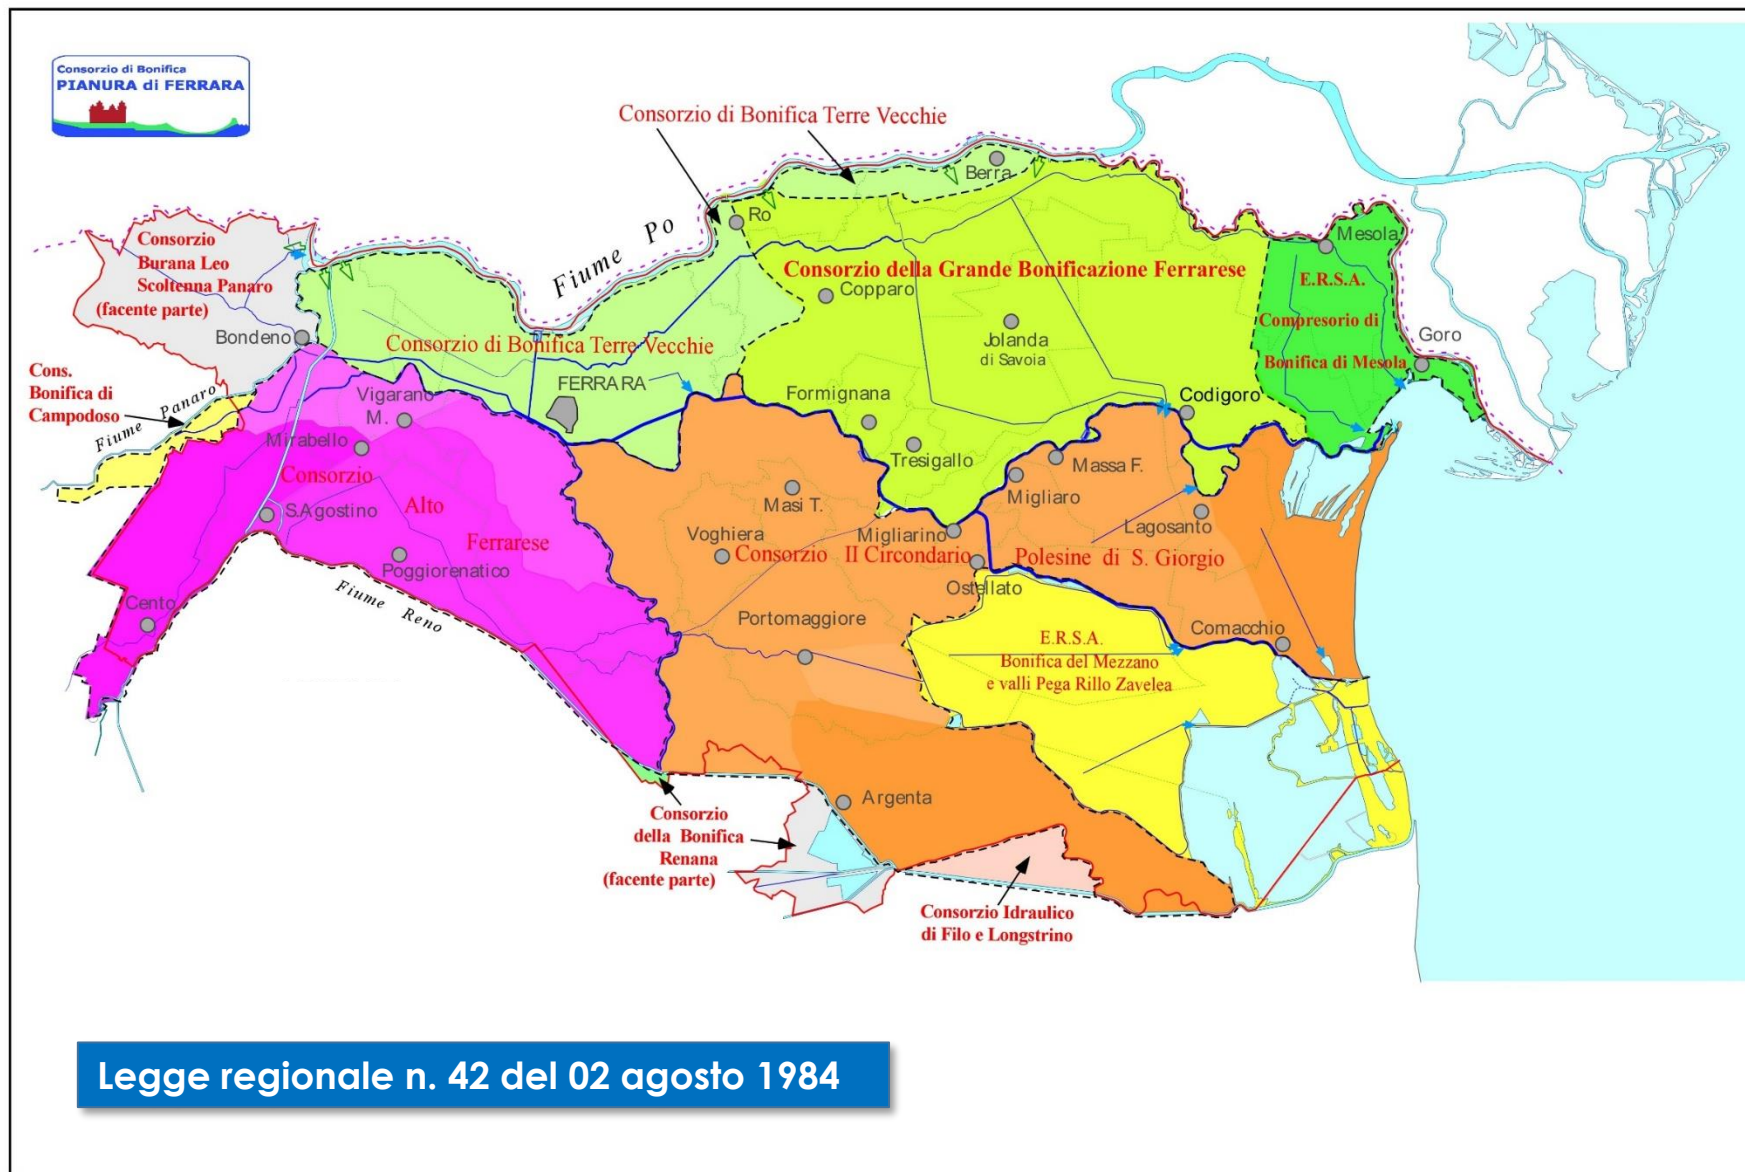 Consorzio di Bonifica
PIANURA di FERRARA
Consorzio di Bonifica Terre Vecchie
Berra
Ro
Fiume Po
Consorzio
Burana Leo
Scoltenna Panaro
(facente parte)
Mesola
Consorzio della Grande Bonificazione Ferrarese
E.R.S.A.
Copparo
Compresorio di
Jolanda
di Savoia
Bondeno
Consorzio di Bonifica Terre Vecchie
Goro
Bonifica di Mesola
Cons.
Bonifica di
Campodoso
Fiume Panaro
FERRARA
Vigarano
M.
Formignana
Codigoro
Mirabello
Tresigallo
Massa F.
Consorzio
Migliaro
Masi T.
Alto
S.Agostino
Lagosanto
Ferrarese
Voghiera
Migliarino
Consorzio II Circondario
Polesine di S. Giorgio
Poggiorenatico
Ostellato
Fiume Reno
Cento
Portomaggiore
Comacchio
E.R.S.A.
Bonifica del Mezzano
e valli Pega Rillo Zavelea
Argenta
Consorzio
della Bonifica
Renana
(facente parte)
Consorzio Idraulico
di Filo e Longstrino
Legge regionale n. 42 del 02 agosto 1984